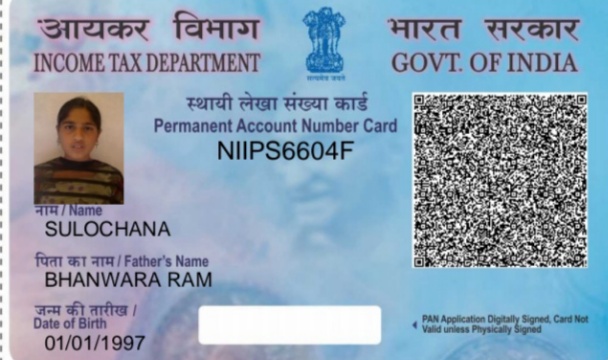 आयकर विभाग
INCOME TAX DEPARTMENT
सत्यमेव जयते
भारत सरकार
GOVT. OF INDIA
स्थायी लेखा संख्या कार्ड
Permanent Account Number Card
NIIPS6604F
नाम / Name
SULOCHANA
पिता का नाम / Father's Name
BHANWARA RAM
जन्म की तारीख /
Date of Birth
01/01/1997
PAN Application Digitally Signed, Card Not
Valid unless Physically Signed